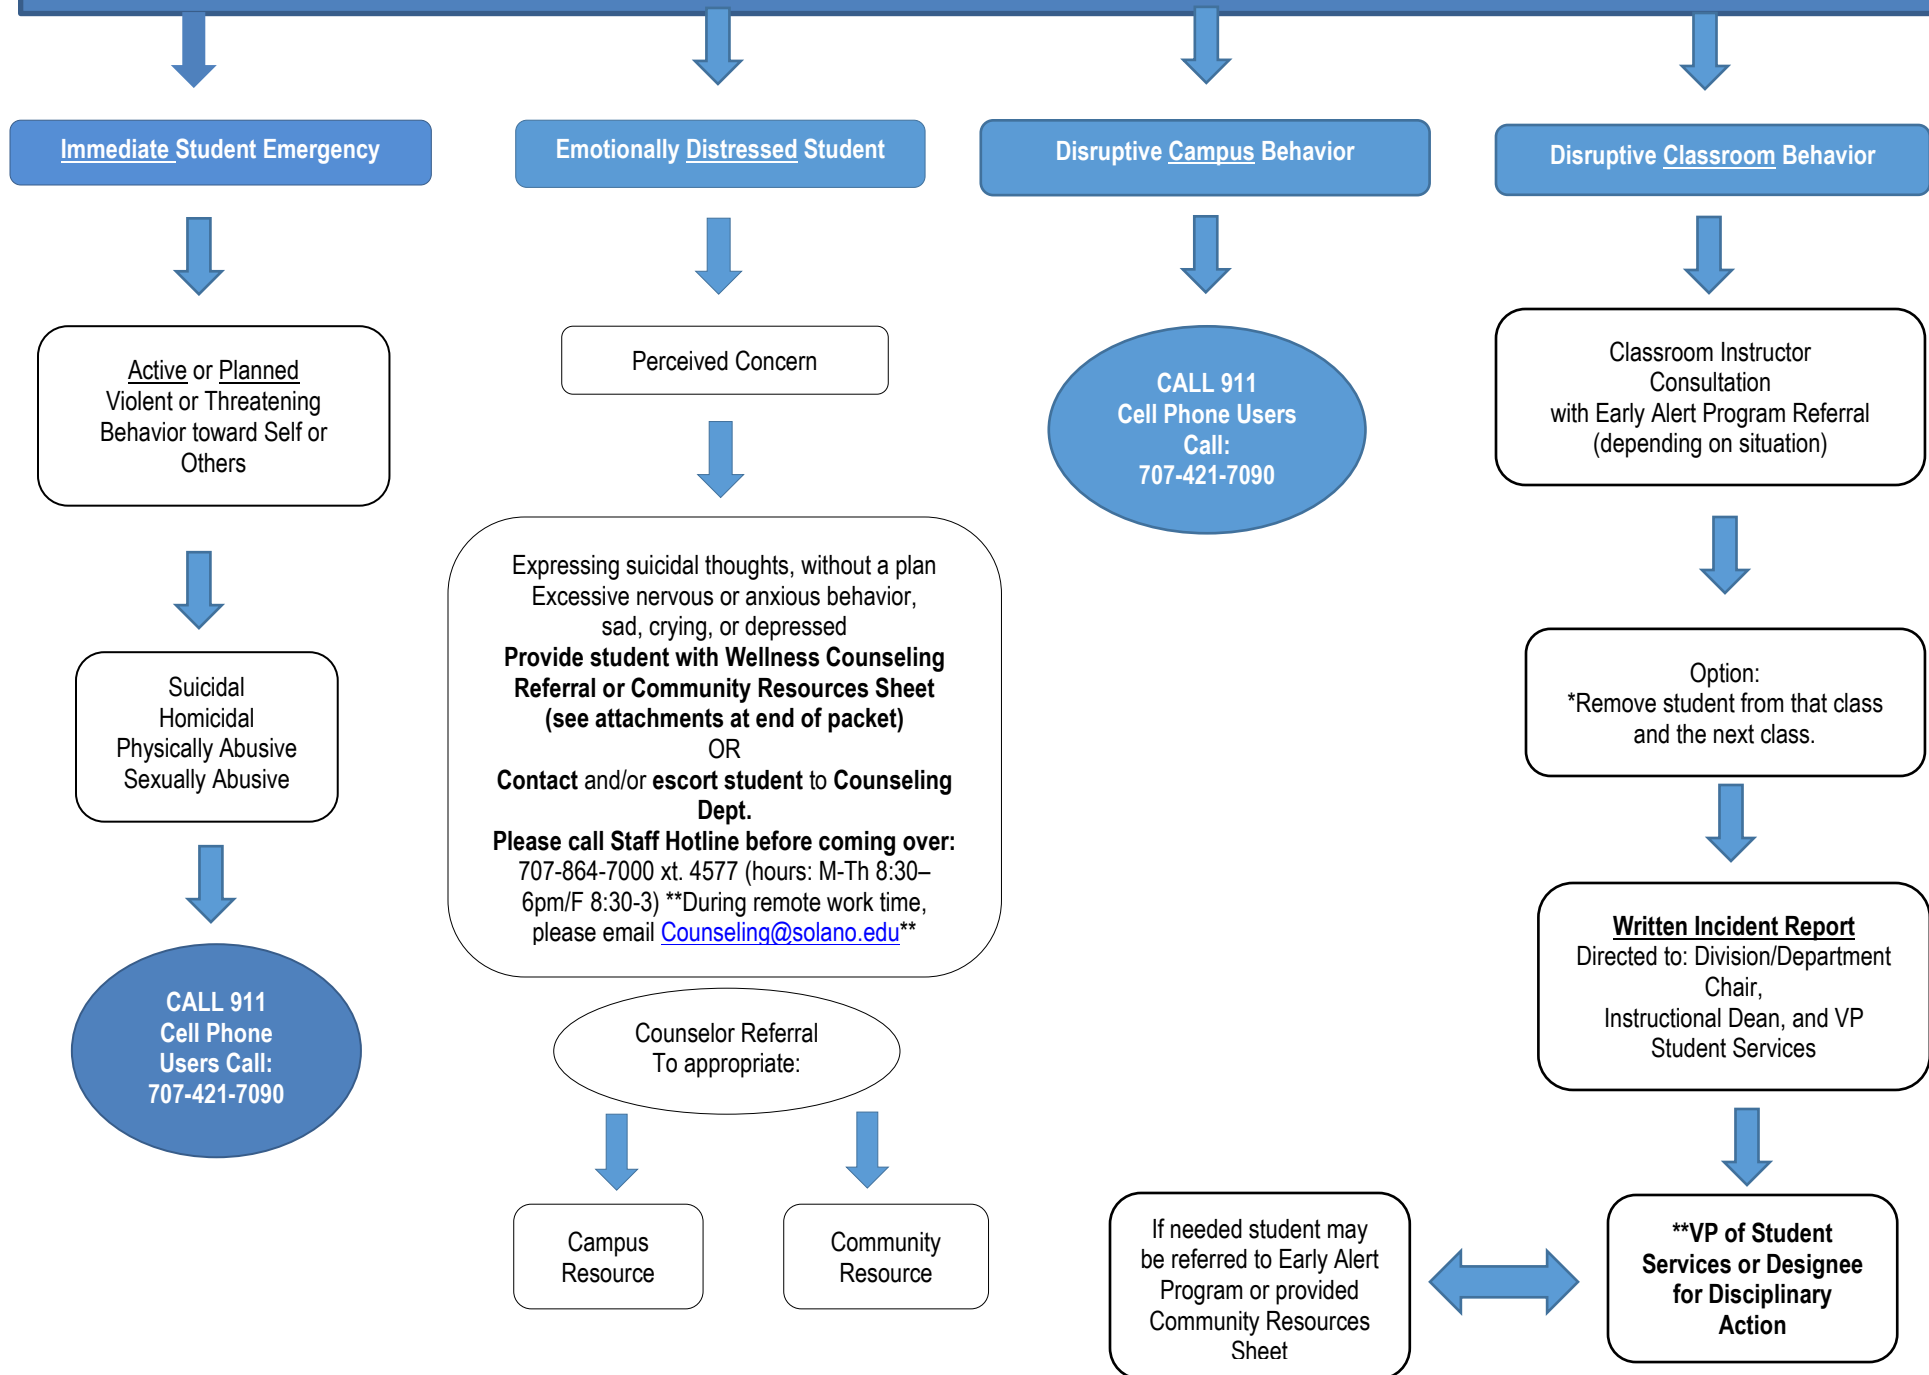 Immediate Student Emergency
Active or Planned
Violent or Threatening
Behavior toward Self or
Others
Suicidal
Homicidal
Physically Abusive
Sexually Abusive
CALL 911
Cell Phone
Users Call:
707-421-7090
Emotionally Distressed Student
Perceived Concern
Expressing suicidal thoughts, without a plan
Excessive nervous or anxious behavior,
sad, crying, or depressed
Provide student with Wellness Counseling
Referral or Community Resources Sheet
(see attachments at end of packet)
OR
Contact and/or escort student to Counseling
Dept.
Please call Staff Hotline before coming over:
707-864-7000 xt. 4577 (hours: M-Th 8:30–
6pm/F 8:30-3) **During remote work time,
please email Counseling@solano.edu**
Counselor Referral
To appropriate:
Campus
Resource
Community
Resource
Disruptive Campus Behavior
CALL 911
Cell Phone Users
Call:
707-421-7090
Disruptive Classroom Behavior
Classroom Instructor
Consultation
with Early Alert Program Referral
(depending on situation)
Option:
*Remove student from that class
and the next class.
Written Incident Report
Directed to: Division/Department
Chair,
Instructional Dean, and VP
Student Services
**VP of Student
Services or Designee
for Disciplinary
Action
If needed student may
be referred to Early Alert
Program or provided
Community Resources
Sheet